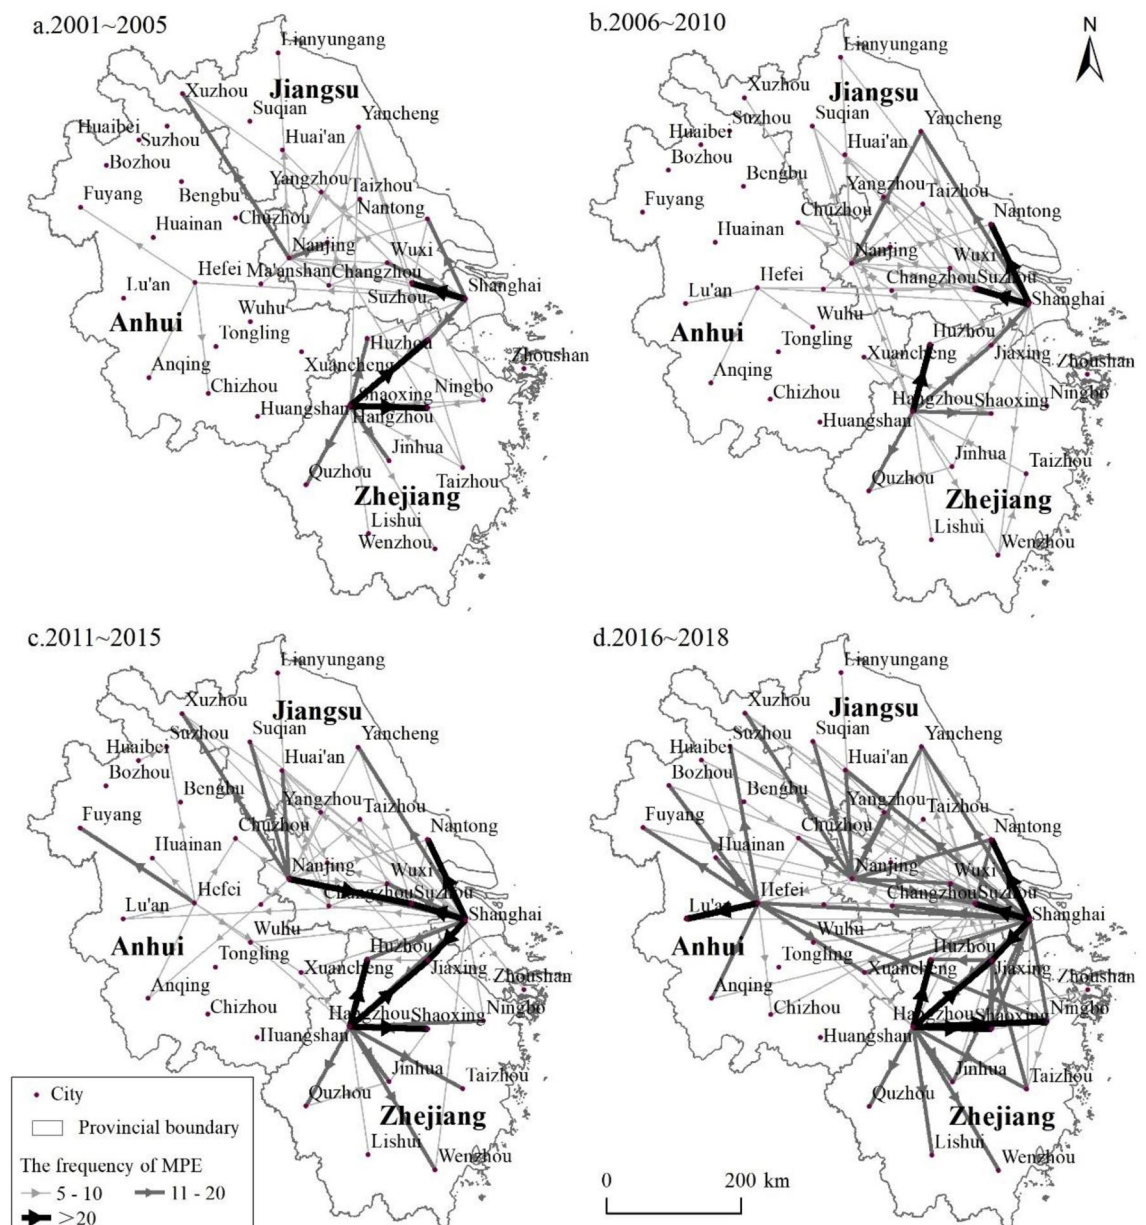 a.2001~2005
Lianyungang
Xuzhou
Jiangsu
Suqian
Yancheng
Huaibei
Suzhou
Huai'an
Bozhou
Fuyang
Bengbu
Yangzhou
Taizhou
Chuzhou
Nantong
Huainan
Nanjing
Wuxi
Hefei
Ma'anshan
Changzhou
Lu'an
Suzhou
Shanghai
Wuhu
Anhui
Tongling
Huzhou
Xuancheng
Zhoushan
Anqing
Chizhou
Shaoxing
Ningbo
Huangshan
Hangzhou
Jinhua
Quzhou
Taizhou
Zhejiang
Lishui
Wenzhou
b.2006~2010
N
Lianyungang
Xuzhou
Jiangsu
Suzhou
Suqian
Yancheng
Huaibei
Huai'an
Bozhou
Bengbu
Yangzhou
Taizhou
Fuyang
Chuzhou
Nantong
Huainan
Nanjing
Wuxi
Hefei
Changzhou
Suzhou
Lu'an
Shanghai
Wuhu
Anhui
Huzhou
Tongling
Xuancheng
Jiaxing
Zhoushan
Anqing
Chizhou
Hangzhou
Shaoxing
Ningbo
Huangshan
Jinhua
Taizhou
Quzhou
Zhejiang
Lishui
Wenzhou
c.2011~2015
Lianyungang
Xuzhou
Jiangsu
Suzhou
Suqian
Yancheng
Huaibei
Huai'an
Bozhou
Bengbu
Yangzhou
Taizhou
Fuyang
Chuzhou
Nantong
Huainan
Nanjing
Wuxi
Hefei
Changzhou
Suzhou
Lu'an
Shanghai
Wuhu
Anhui
Huzhou
Tongling
Xuancheng
Jiaxing
Zhoushan
Anqing
Chizhou
Hangzhou
Shaoxing
Ningbo
Huangshan
Jinhua
Taizhou
Quzhou
Zhejiang
Lishui
Wenzhou
d.2016~2018
Lianyungang
Xuzhou
Jiangsu
Suzhou
Suqian
Yancheng
Huaibei
Huai'an
Bozhou
Bengbu
Yangzhou
Taizhou
Fuyang
Chuzhou
Nantong
Huainan
Nanjing
Wuxi
Hefei
Changzhou
Suzhou
Lu'an
Shanghai
Wuhu
Anhui
Huzhou
Tongling
Xuancheng
Jiaxing
Zhoushan
Anqing
Chizhou
Hangzhou
Shaoxing
Ningbo
Huangshan
Jinhua
Taizhou
Quzhou
Zhejiang
Lishui
Wenzhou
City
Provincial boundary
The frequency of MPE
5 - 10
11 - 20
>20
0
200 km